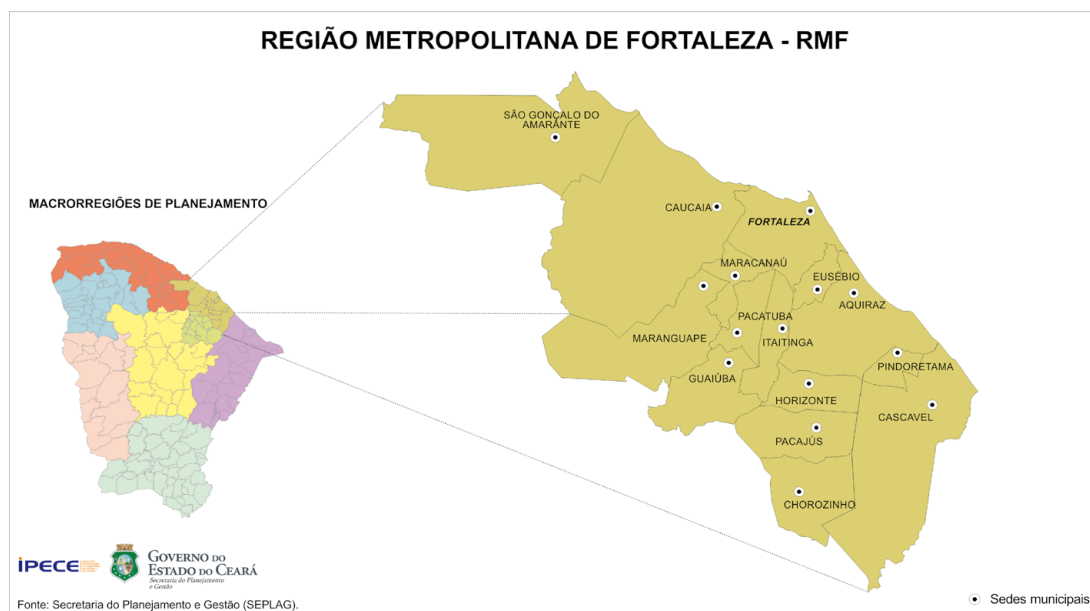 REGIÃO METROPOLITANA DE FORTALEZA - RMF
SÃO GONÇALO DO
AMARANTE
MACRORREGIÕES DE PLANEJAMENTO
CAUCAIA
FORTALEZA
MARACANAÚ
EUSÉBIO
AQUIRAZ
PACATUBA
MARANGUAPE
ITAITINGA
PINDORETAMA
GUAIÚBA
HORIZONTE
CASCAVEL
PACAJÚS
CHOROZINHO
IPECE
GOVERNO DO
ESTADO DO CEARÁ
Secretaria do Planejamento
e Gestão
Fonte: Secretaria do Planejamento e Gestão (SEPLAG).
Sedes municipais